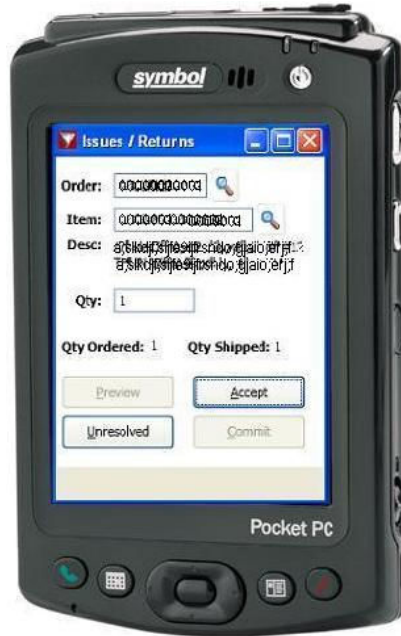 symbol
Issues / Returns
Order:
Item:
Desc:
Qty: 1
Qty Ordered: 1 Qty Shipped: 1
Preview Accept
Unresolved Commit
Pocket PC